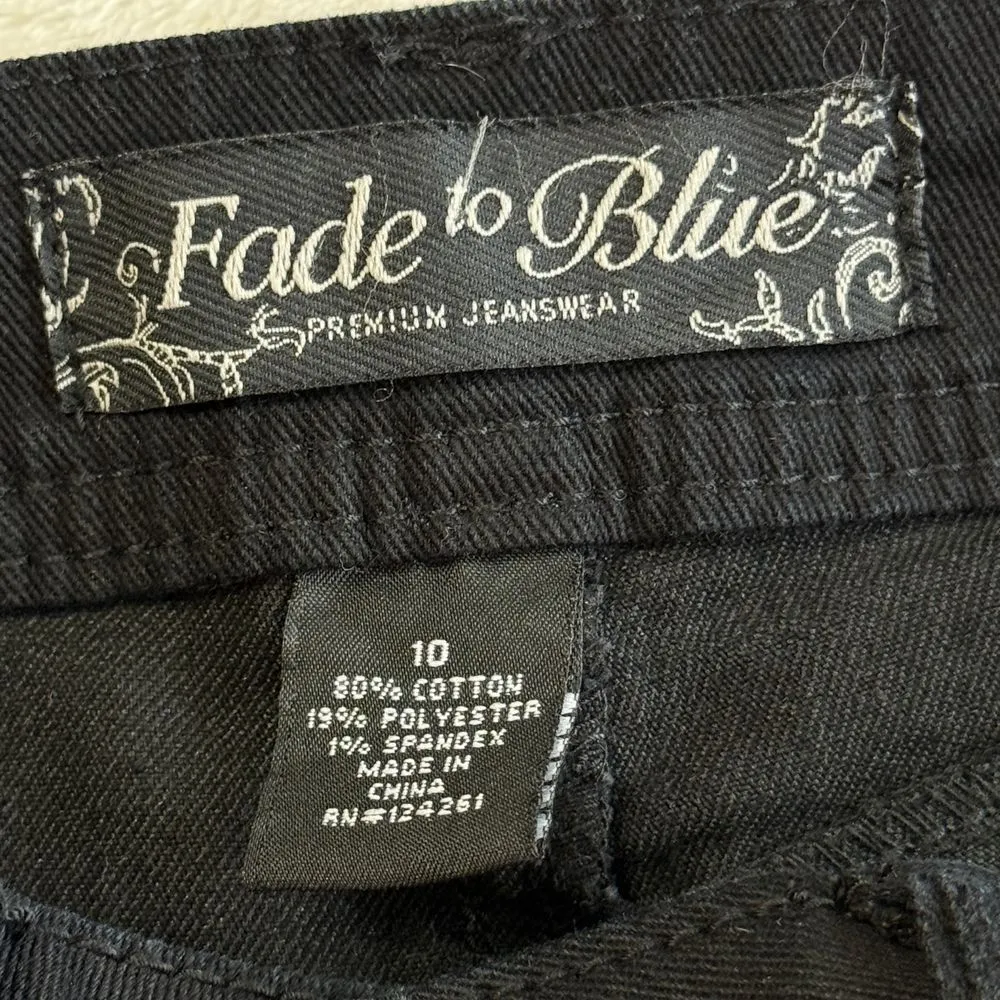 Fade to Blue
PREMIUM JEANSWEAR
10
80% COTTON
19% POLYESTER
1% SPANDEX
MADE IN
CHINA
RN#124261